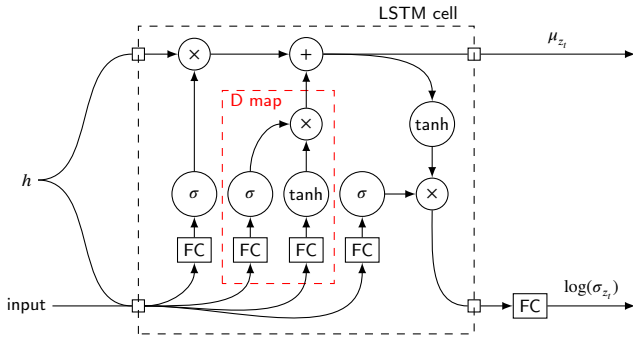 LSTM cell
× + μ_{z_t}
D map
×
tanh
h
σ σ tanh σ ×
FC FC FC FC
input FC log(σ_{z_t})